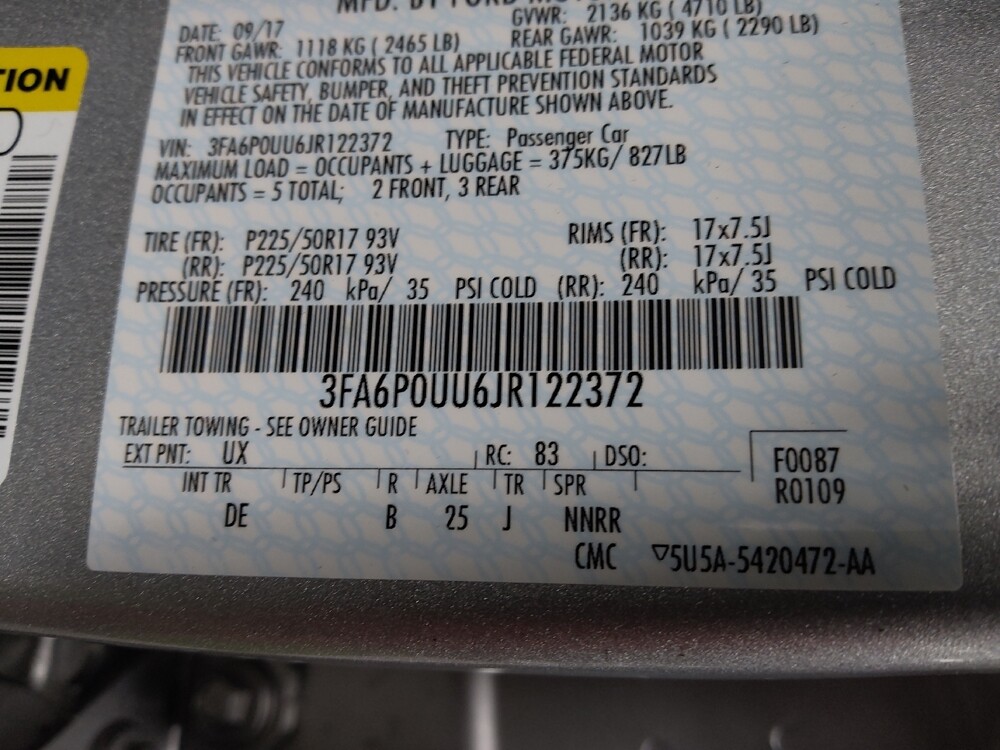 MFD. BY FORD
DATE: 09/17 GVWR: 2136 KG ( 4710 LB)
FRONT GAWR: 1118 KG ( 2465 LB) REAR GAWR: 1039 KG ( 2290 LB)
THIS VEHICLE CONFORMS TO ALL APPLICABLE FEDERAL MOTOR
VEHICLE SAFETY, BUMPER, AND THEFT PREVENTION STANDARDS
IN EFFECT ON THE DATE OF MANUFACTURE SHOWN ABOVE.
VIN: 3FA6P0UU6JR122372 TYPE: Passenger Car
MAXIMUM LOAD = OCCUPANTS + LUGGAGE = 375KG/ 827LB
OCCUPANTS = 5 TOTAL; 2 FRONT, 3 REAR
TIRE (FR): P225/50R17 93V RIMS (FR): 17x7.5J
(RR): P225/50R17 93V (RR): 17x7.5J
PRESSURE (FR): 240 kPa/ 35 PSI COLD (RR): 240 kPa/ 35 PSI COLD
3FA6P0UU6JR122372
TRAILER TOWING - SEE OWNER GUIDE
EXT PNT: UX RC: 83 DSO:
INT TR TP/PS R AXLE TR SPR
DE B 25 J NNRR
F0087
R0109
CMC ▽5U5A-5420472-AA
TION